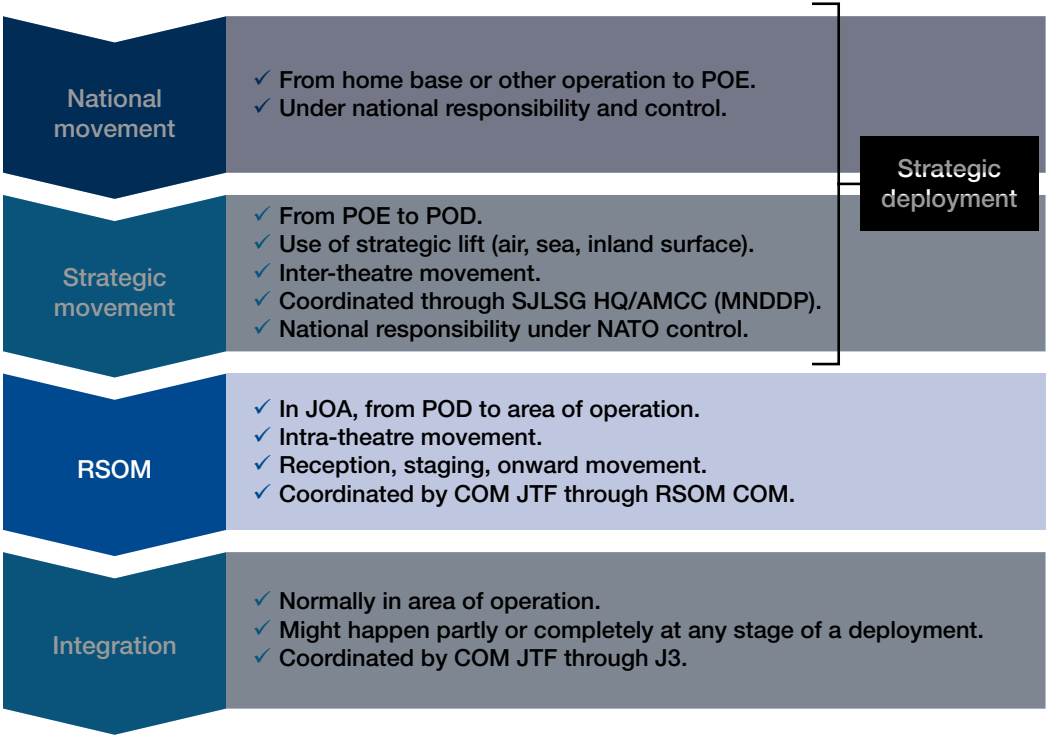 National
movement
✓ From home base or other operation to POE.
✓ Under national responsibility and control.
Strategic
deployment
Strategic
movement
✓ From POE to POD.
✓ Use of strategic lift (air, sea, inland surface).
✓ Inter-theatre movement.
✓ Coordinated through SJLSG HQ/AMCC (MNDDP).
✓ National responsibility under NATO control.
RSOM
✓ In JOA, from POD to area of operation.
✓ Intra-theatre movement.
✓ Reception, staging, onward movement.
✓ Coordinated by COM JTF through RSOM COM.
Integration
✓ Normally in area of operation.
✓ Might happen partly or completely at any stage of a deployment.
✓ Coordinated by COM JTF through J3.